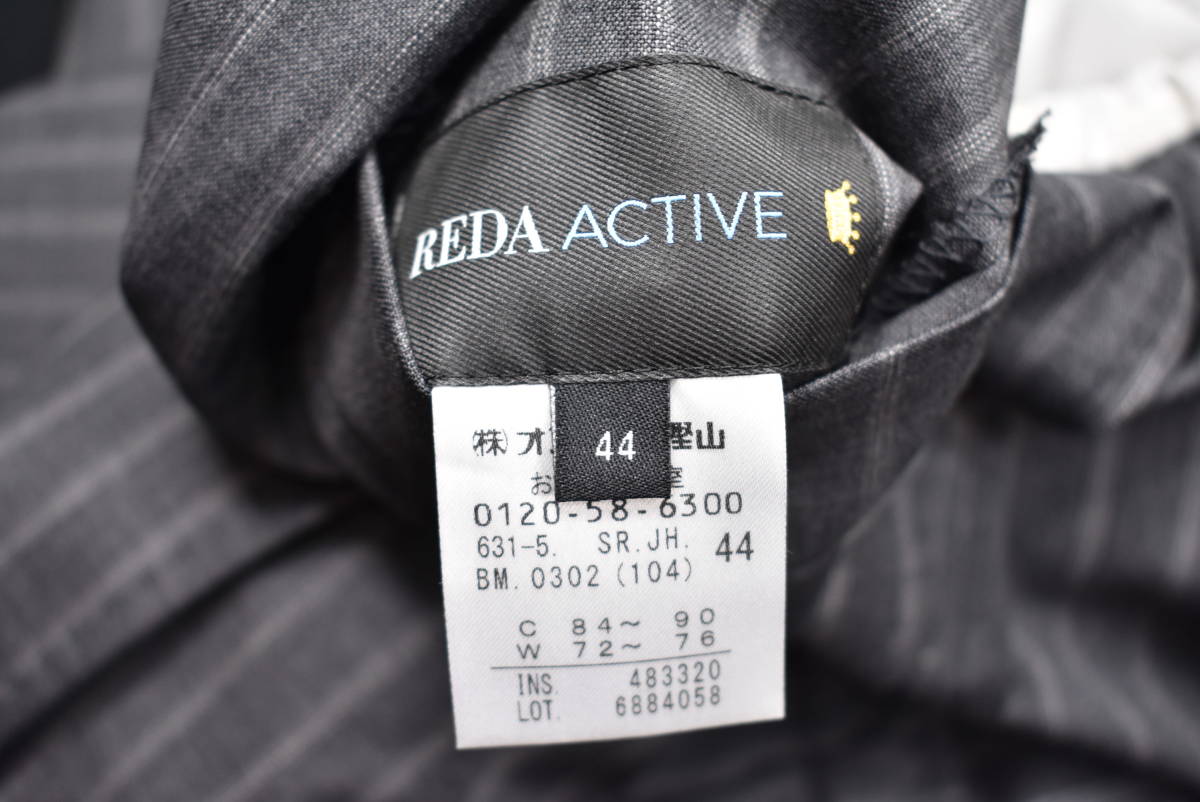 REDA ACTIVE
44
㈱オ 樫山
お 室
0120-58-6300
631-5. SR.JH. 44
BM. 0302 (104)
C 84～ 90
W 72～ 76
INS. 483320
LOT. 6884058